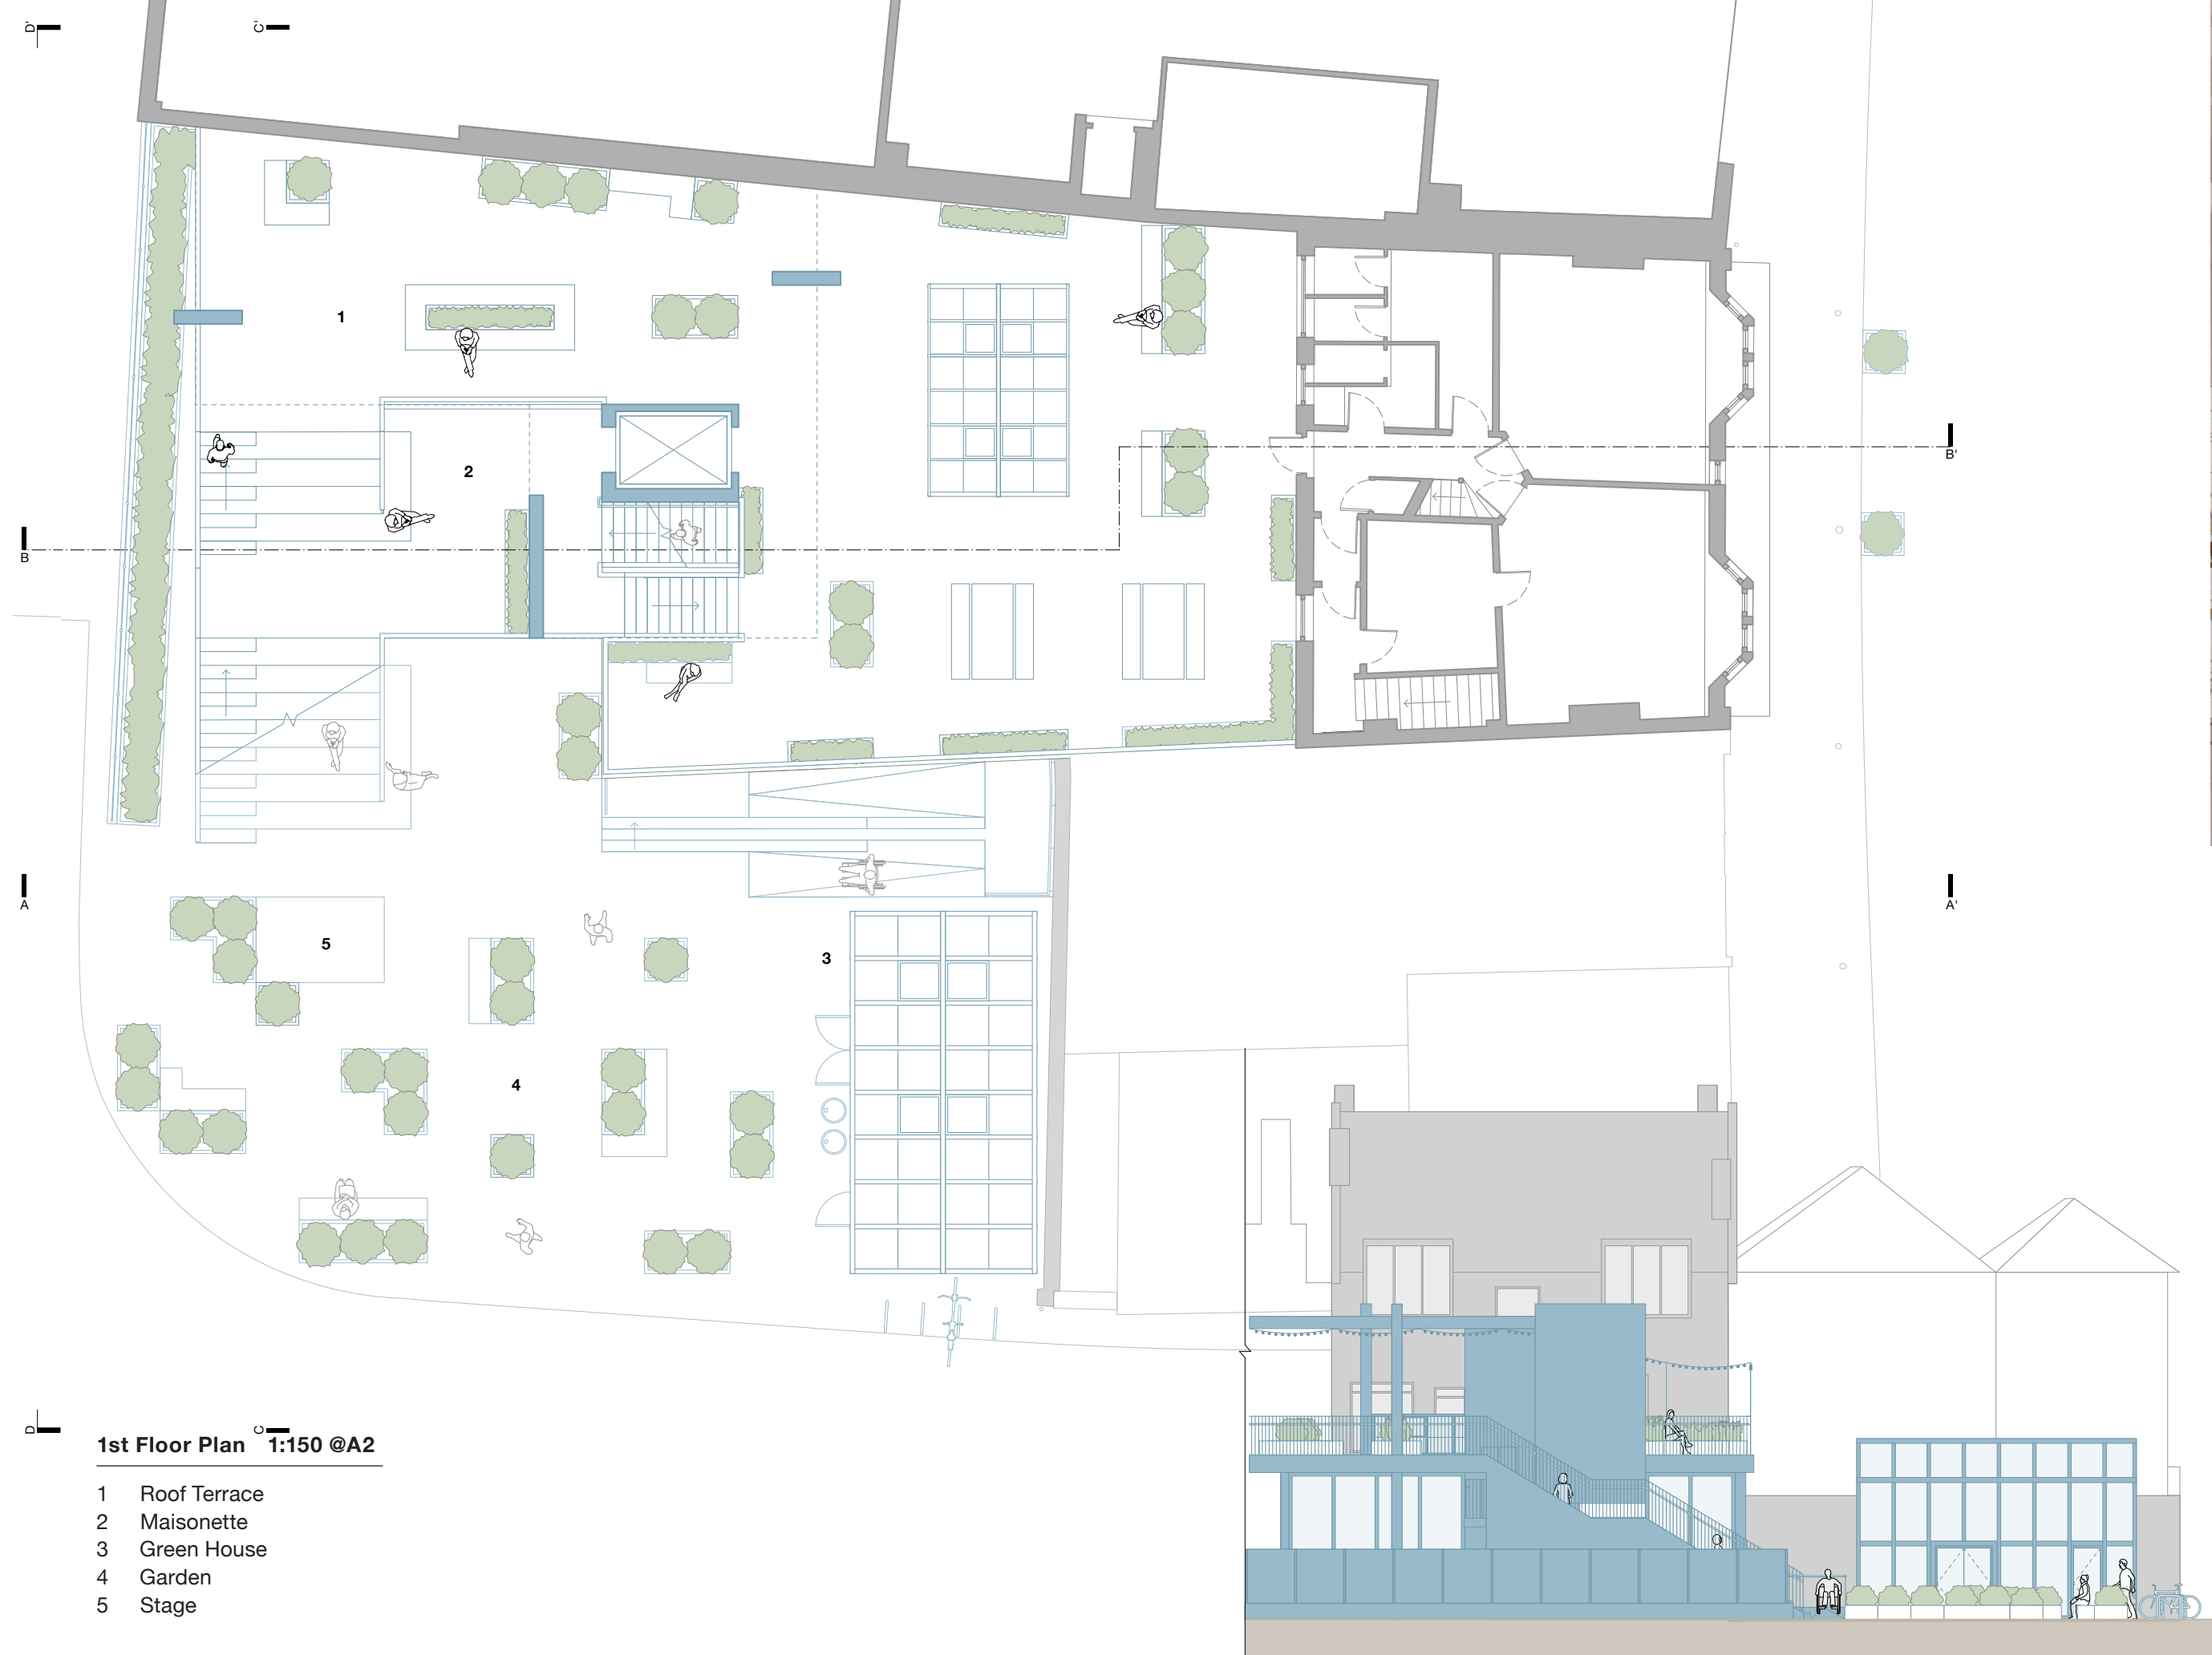 D'
C'
1
2
B'
B
A
A'
5
3
4
D
C
1st Floor Plan 1:150 @A2
1 Roof Terrace
2 Maisonette
3 Green House
4 Garden
5 Stage